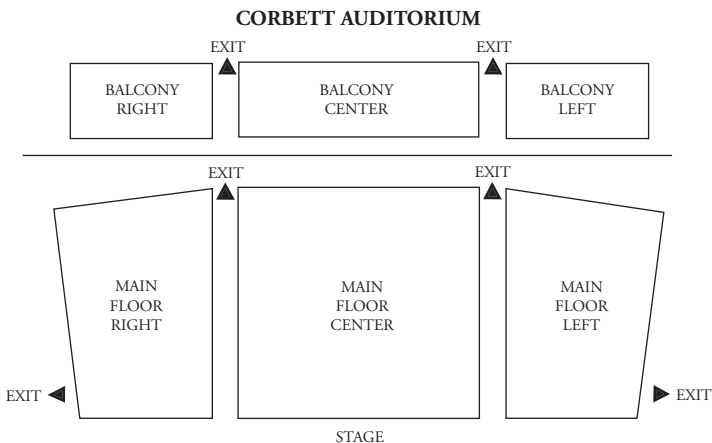 CORBETT AUDITORIUM
EXIT
EXIT
BALCONY
RIGHT
BALCONY
CENTER
BALCONY
LEFT
EXIT
EXIT
MAIN
FLOOR
RIGHT
MAIN
FLOOR
CENTER
MAIN
FLOOR
LEFT
EXIT
EXIT
STAGE